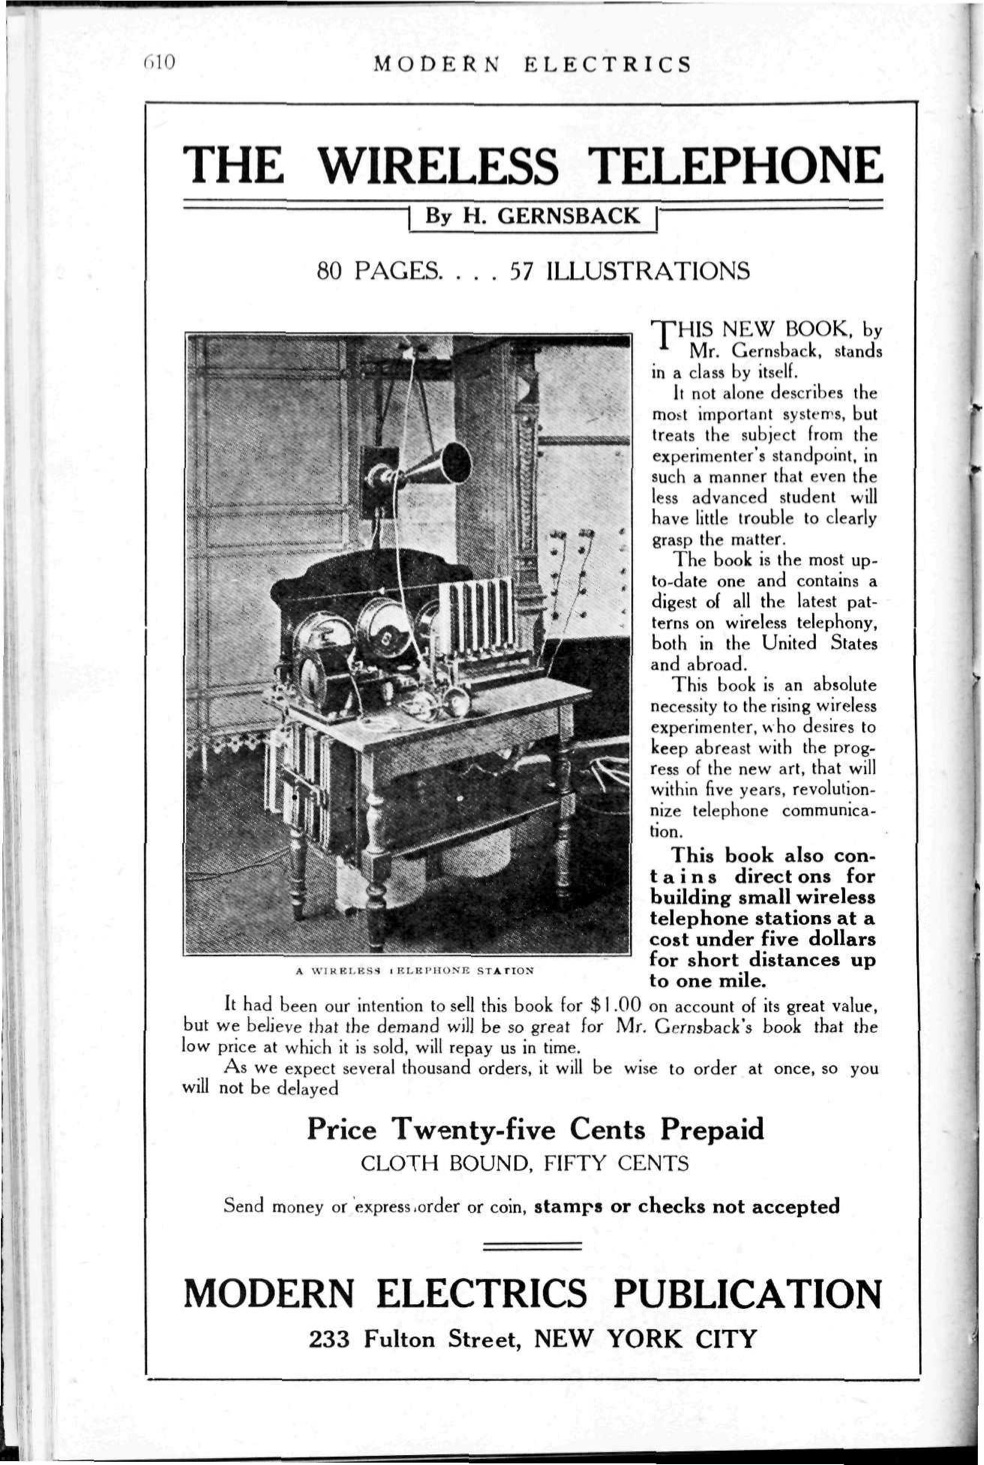 610
MODERN ELECTRICS
THE WIRELESS TELEPHONE
By H. GERNSBACK
80 PAGES. . . . 57 ILLUSTRATIONS
THIS NEW BOOK, by
Mr. Gernsback, stands
in a class by itself.
It not alone describes the
most important systems, but
treats the subject from the
experimenter's standpoint, in
such a manner that even the
less advanced student will
have little trouble to clearly
grasp the matter.
The book is the most up-
to-date one and contains a
digest of all the latest pat-
terns on wireless telephony,
both in the United States
and abroad.
This book is an absolute
necessity to the rising wireless
experimenter, who desires to
keep abreast with the prog-
ress of the new art, that will
within five years, revolution-
nize telephone communica-
tion.
This book also con-
tains direct ons for
building small wireless
telephone stations at a
cost under five dollars
for short distances up
to one mile.
A WIRELESS TELEPHONE STATION
It had been our intention to sell this book for $1.00 on account of its great value,
but we believe that the demand will be so great for Mr. Gernsback's book that the
low price at which it is sold, will repay us in time.
As we expect several thousand orders, it will be wise to order at once, so you
will not be delayed
Price Twenty-five Cents Prepaid
CLOTH BOUND, FIFTY CENTS
Send money or express order or coin, stamps or checks not accepted
MODERN ELECTRICS PUBLICATION
233 Fulton Street, NEW YORK CITY